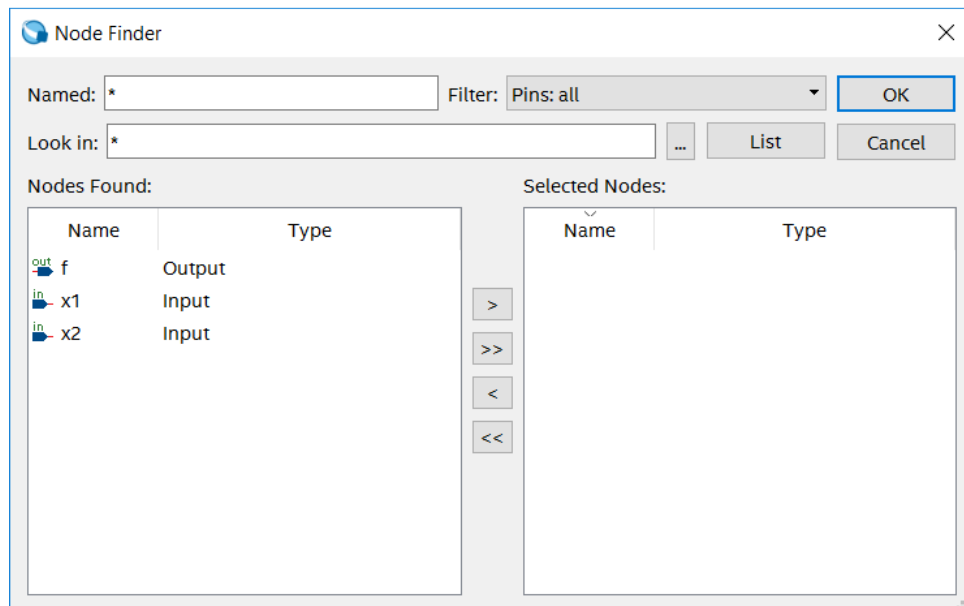 Node Finder
Named: * Filter: Pins: all OK
Look in: * ... List Cancel
Nodes Found: Selected Nodes:
Name Type Name Type
out f Output
in x1 Input
in x2 Input
>
>>
<
<<